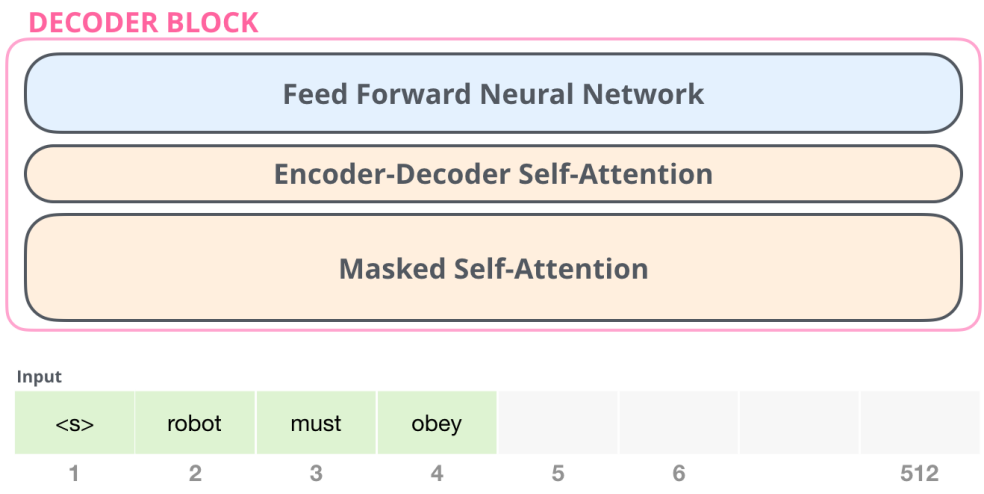 DECODER BLOCK
Feed Forward Neural Network
Encoder-Decoder Self-Attention
Masked Self-Attention
Input
<s> robot must obey
1 2 3 4 5 6 512